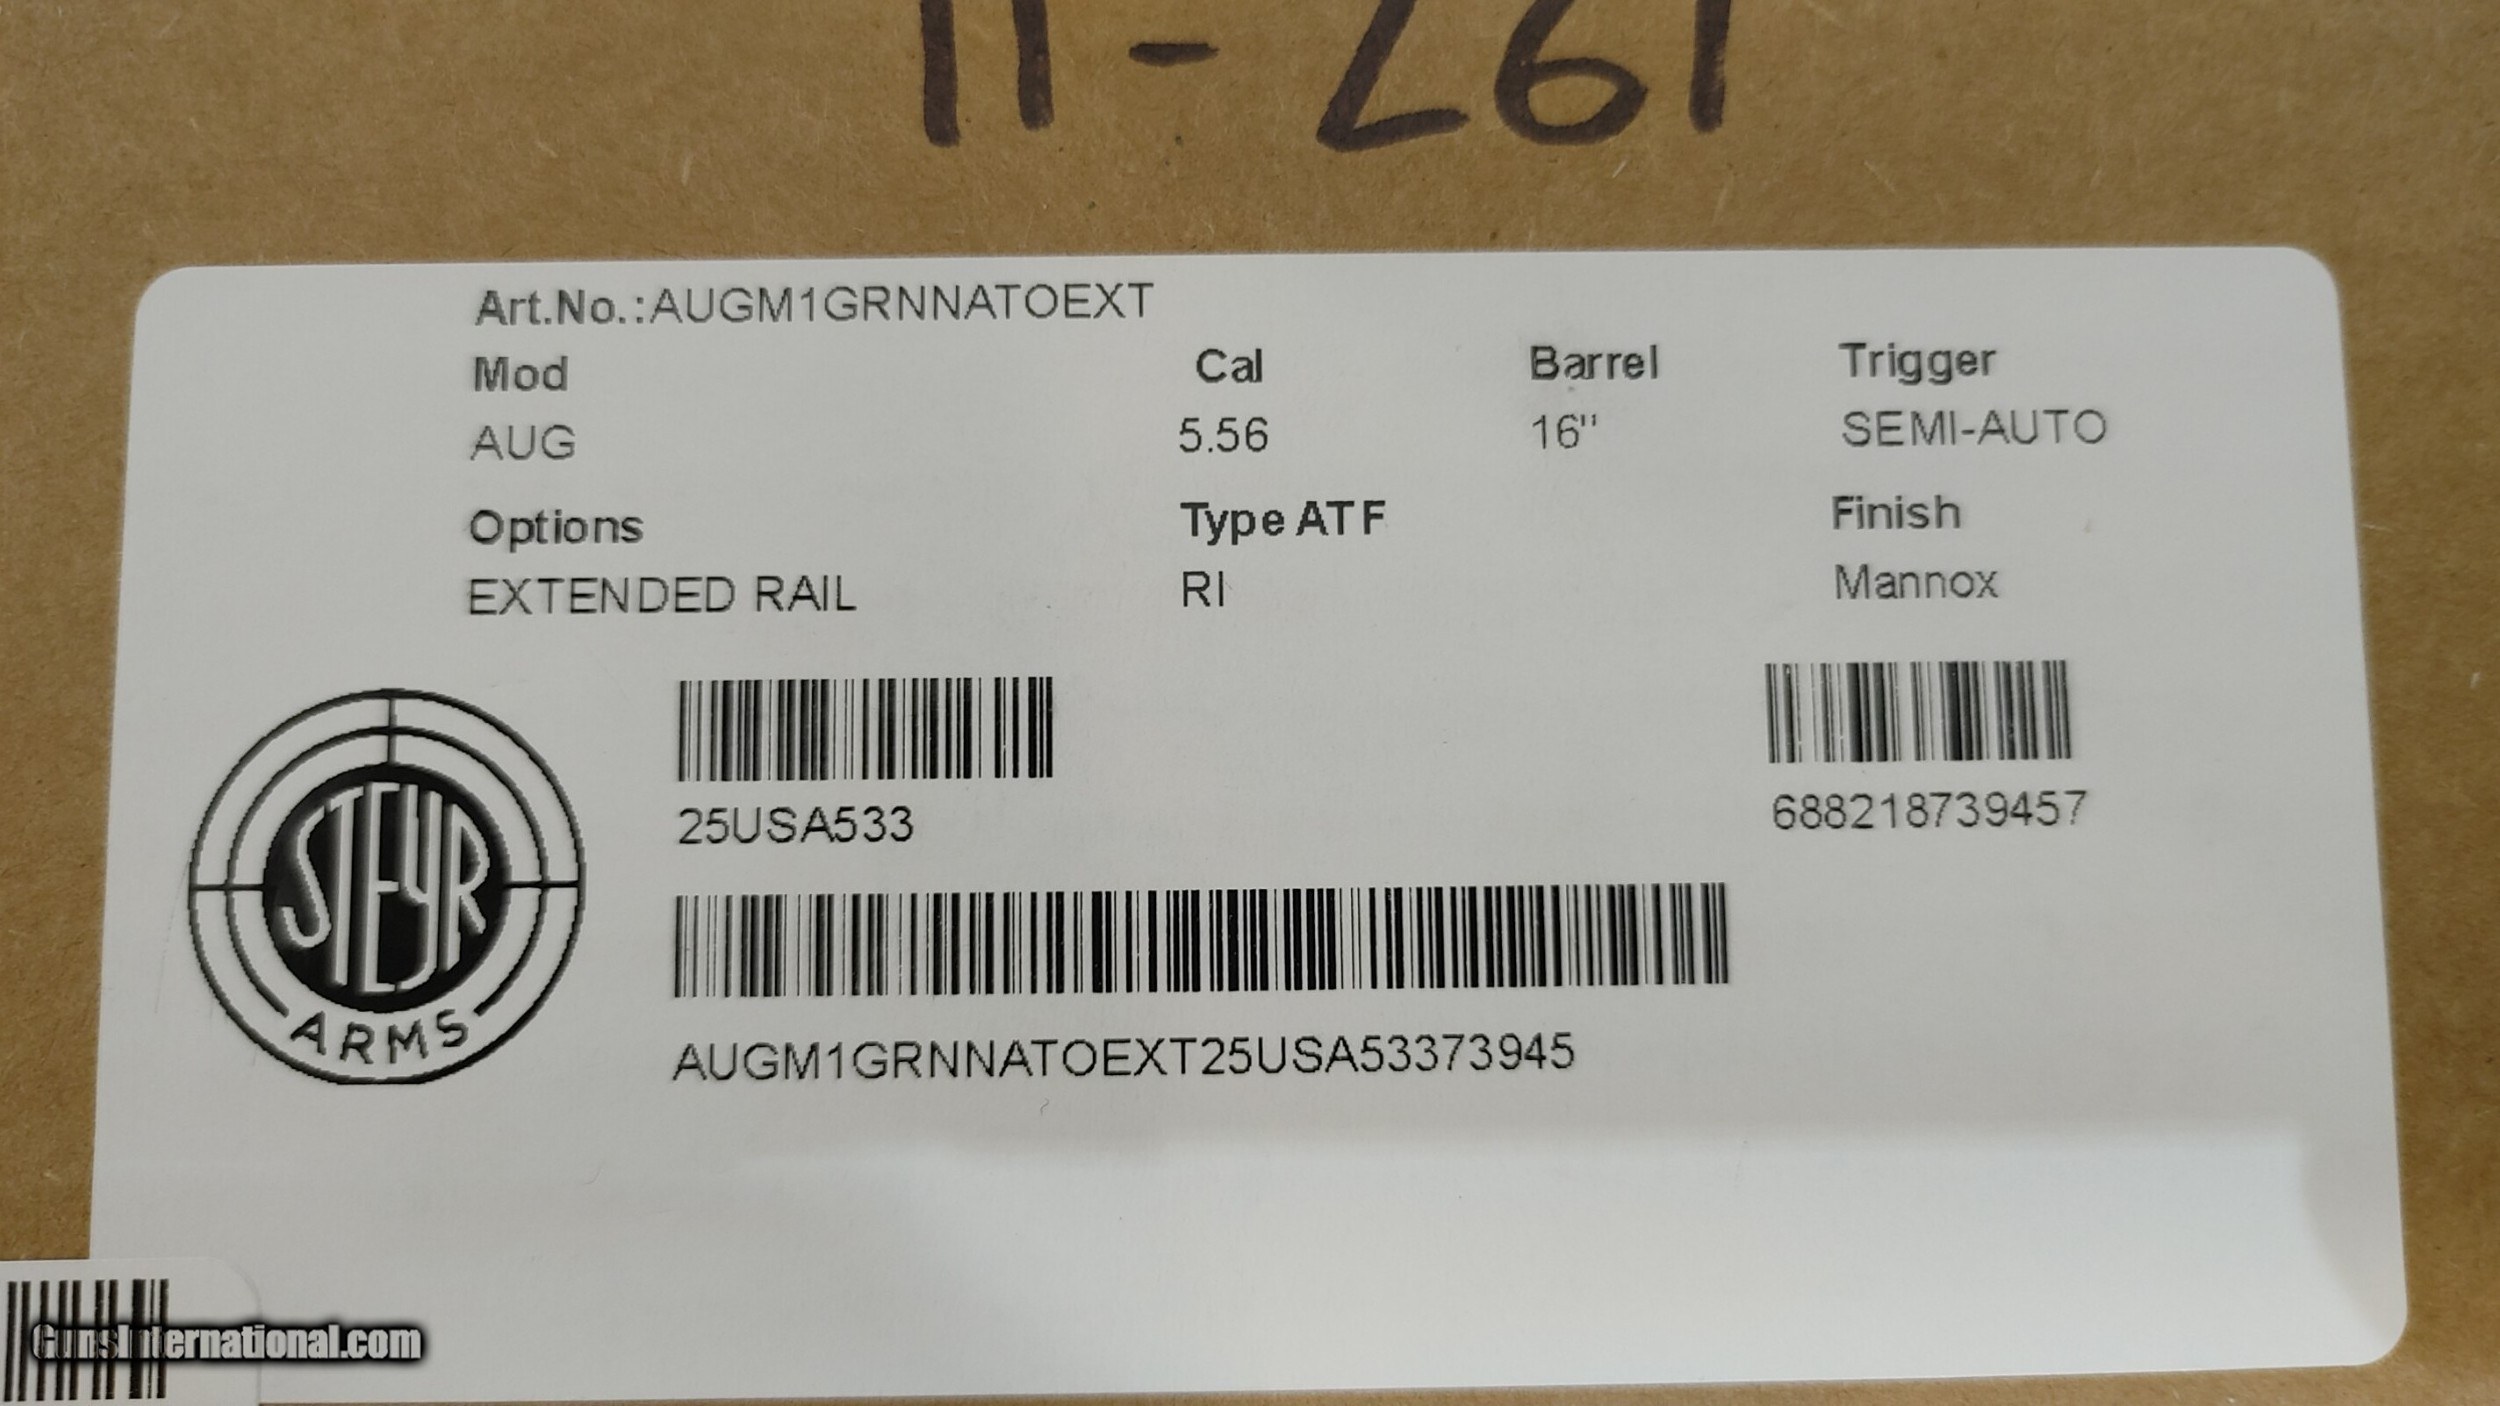 11-261
Art.No.:AUGM1GRNNATOEXT
Mod Cal Barrel Trigger
AUG 5.56 16" SEMI-AUTO
Options Type ATF Finish
EXTENDED RAIL RI Mannox
STEYR
ARMS
25USA533
688218739457
AUGM1GRNNATOEXT25USA53373945
GunsInternational.com